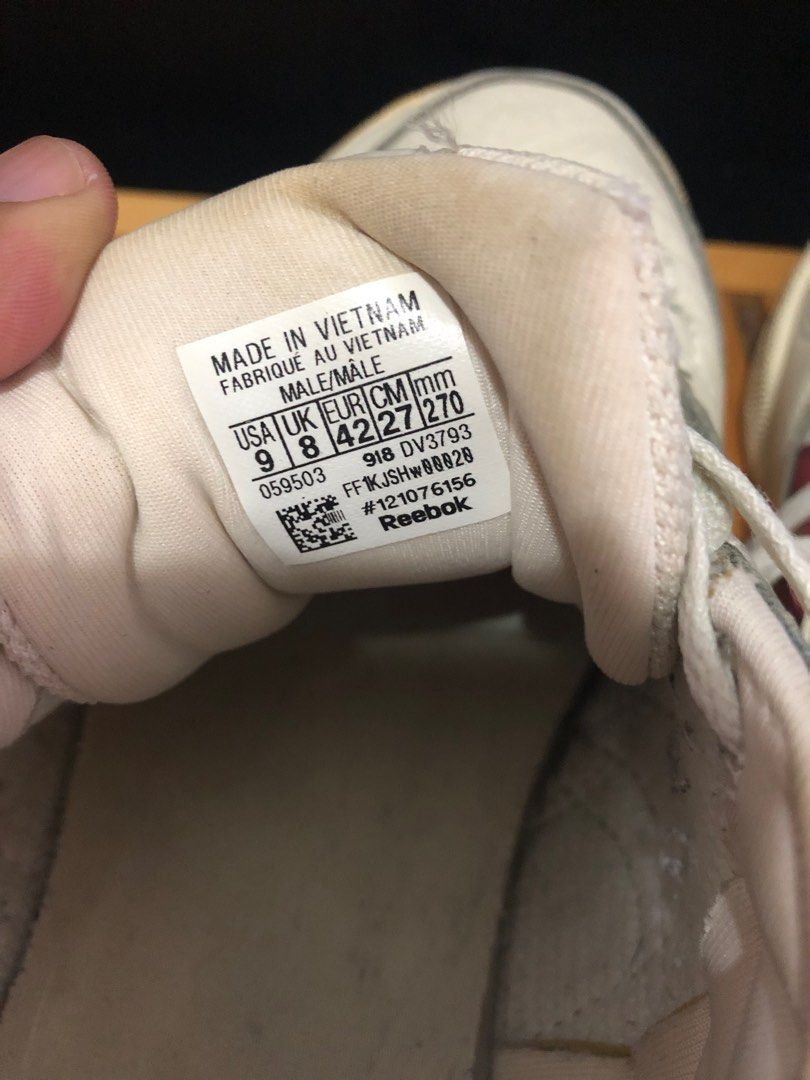 MADE IN VIETNAM
FABRIQUÉ AU VIETNAM
MALE/MÂLE
USA UK EUR CM mm
9 8 42 27 270
059503 918 DV3793
FF1KJSHw00020
#121076156
Reebok